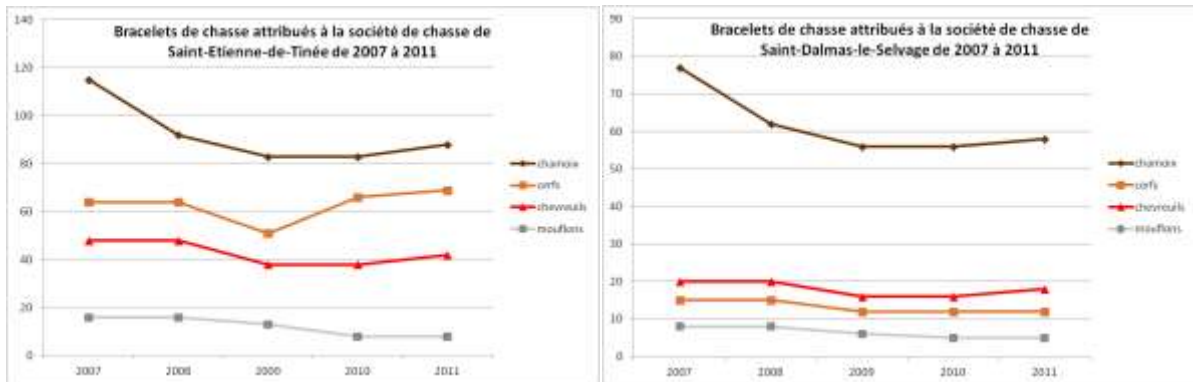 Bracelets de chasse attribués à la société de chasse de
Saint-Etienne-de-Tinée de 2007 à 2011
140
120
100
80
60
40
20
0
2007
2008
2009
2010
2011
chamoix
cerfs
chevreuils
mouflons
Bracelets de chasse attribués à la société de chasse de
Saint-Dalmas-le-Selvage de 2007 à 2011
90
80
70
60
50
40
30
20
10
0
2007
2008
2009
2010
2011
chamoix
cerfs
chevreuils
mouflons